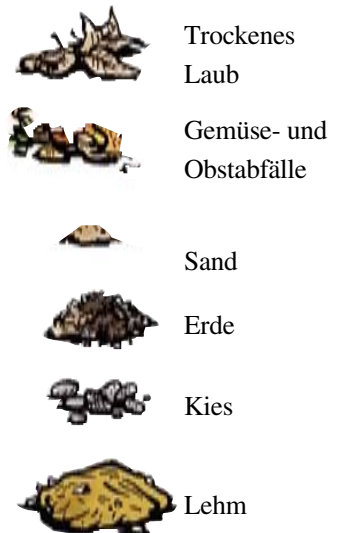 Trockenes
Laub
Gemüse- und
Obstabfälle
Sand
Erde
Kies
Lehm